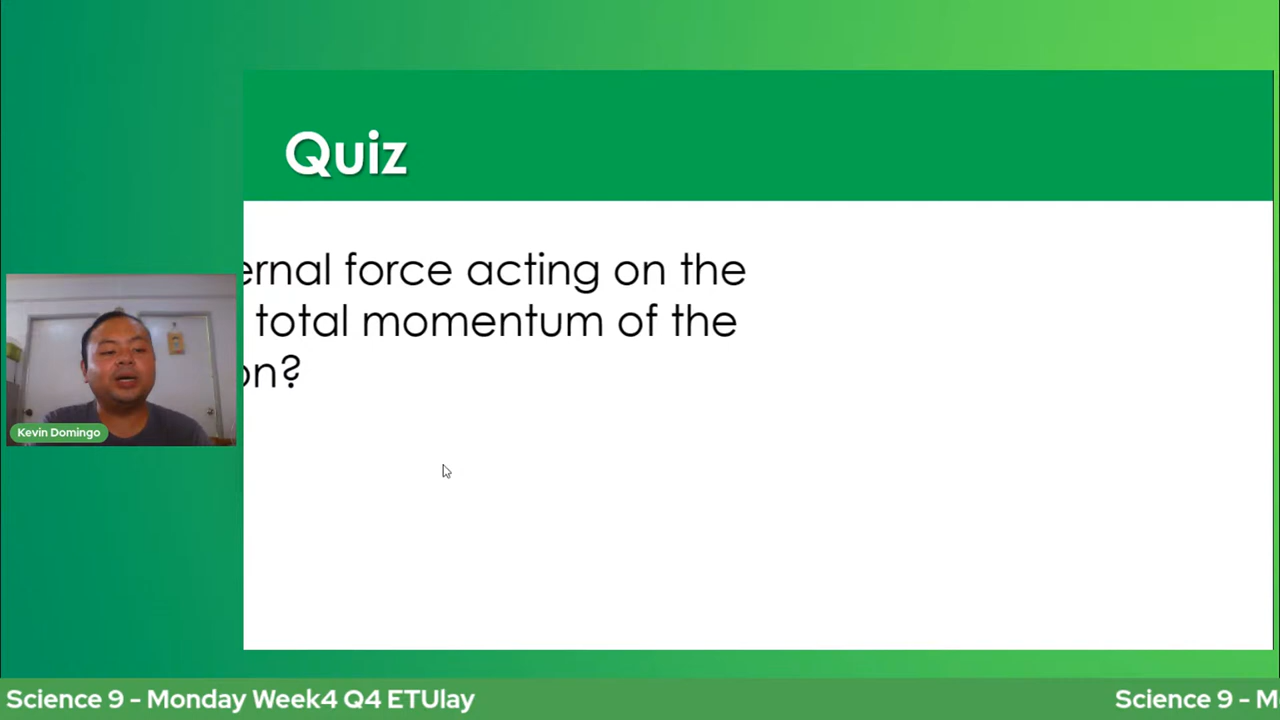 Quiz
ernal force acting on the
total momentum of the
on?
Kevin Domingo
Science 9 - Monday Week4 Q4 ETUlay
Science 9 - M